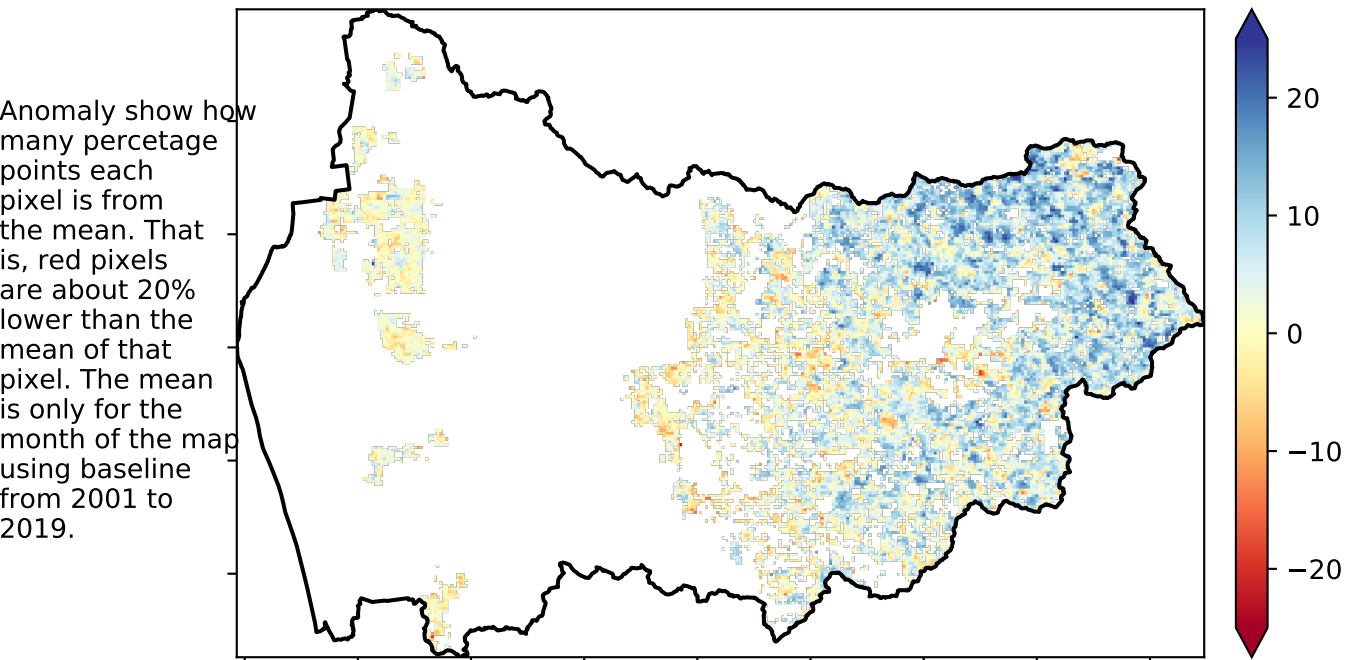 Anomaly show how
many percetage
points each
pixel is from
the mean. That
is, red pixels
are about 20%
lower than the
mean of that
pixel. The mean
is only for the
month of the map
using baseline
from 2001 to
2019.
20
10
0
−10
−20